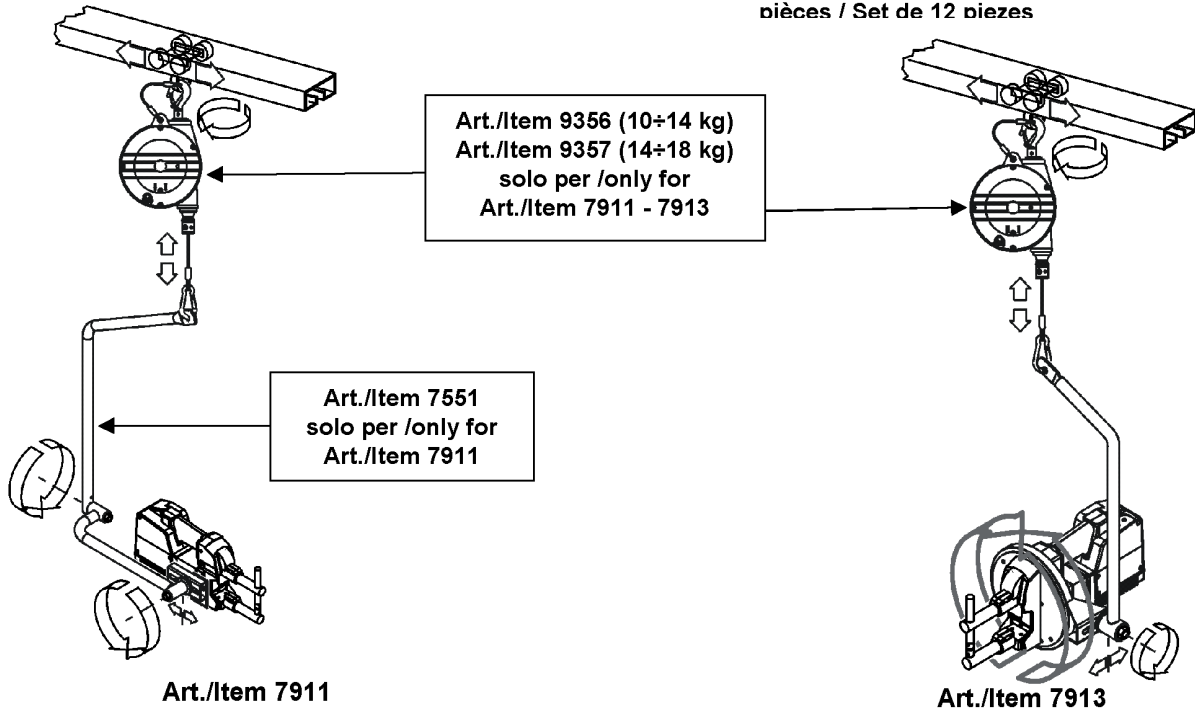 pièces / Set de 12 piezes
Art./Item 9356 (10÷14 kg)
Art./Item 9357 (14÷18 kg)
solo per /only for
Art./Item 7911 - 7913
Art./Item 7551
solo per /only for
Art./Item 7911
Art./Item 7911
Art./Item 7913